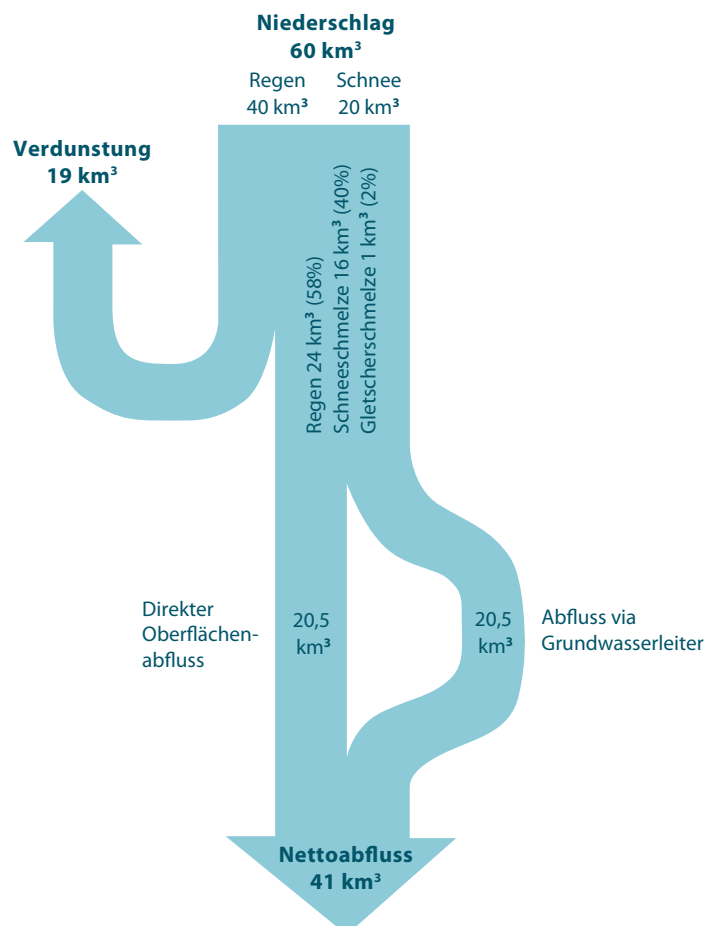 Niederschlag
60 km³
Regen
40 km³
Schnee
20 km³
Verdunstung
19 km³
Regen 24 km³ (58%)
Schneeschmelze 16 km³ (40%)
Gletscherschmelze 1 km³ (2%)
Direkter
Oberflächen-
abfluss
20,5
km³
20,5
km³
Abfluss via
Grundwasserleiter
Nettoabfluss
41 km³